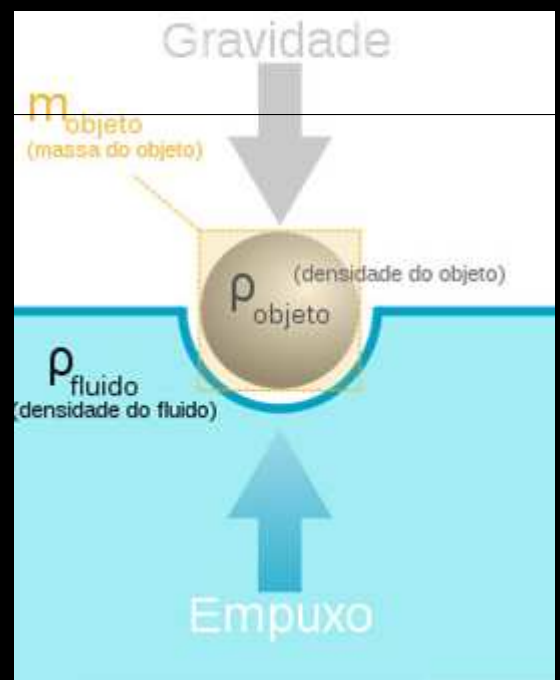 Gravidade
m objeto
(massa do objeto)
(densidade do objeto)
ρ objeto
ρ fluido
(densidade do fluido)
Empuxo